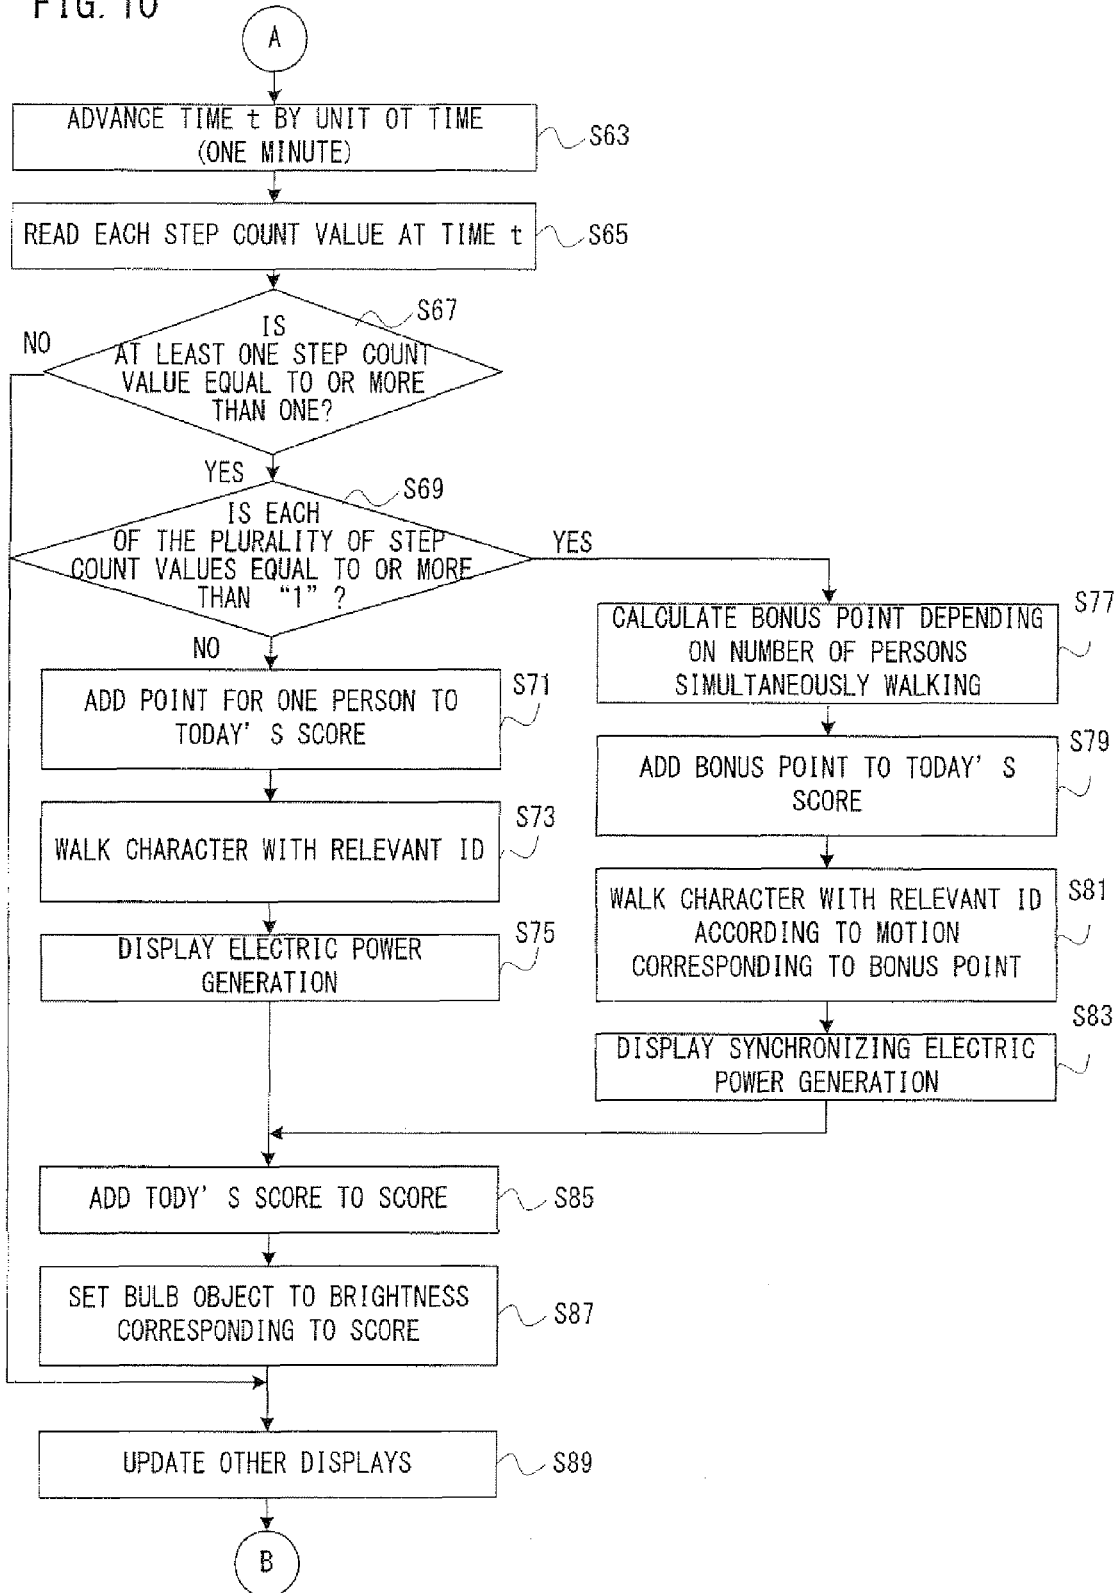 FIG. 10
A
ADVANCE TIME t BY UNIT OT TIME
(ONE MINUTE)
S63
READ EACH STEP COUNT VALUE AT TIME t
S65
S67
NO
IS
AT LEAST ONE STEP COUNT
VALUE EQUAL TO OR MORE
THAN ONE?
YES
S69
IS EACH
OF THE PLURALITY OF STEP
COUNT VALUES EQUAL TO OR MORE
THAN “1” ?
YES
NO
S77
CALCULATE BONUS POINT DEPENDING
ON NUMBER OF PERSONS
SIMULTANEOUSLY WALKING
S71
ADD POINT FOR ONE PERSON TO
TODAY' S SCORE
S79
ADD BONUS POINT TO TODAY' S
SCORE
S73
WALK CHARACTER WITH RELEVANT ID
S81
WALK CHARACTER WITH RELEVANT ID
ACCORDING TO MOTION
CORRESPONDING TO BONUS POINT
S75
DISPLAY ELECTRIC POWER
GENERATION
S83
DISPLAY SYNCHRONIZING ELECTRIC
POWER GENERATION
ADD TODY' S SCORE TO SCORE
S85
SET BULB OBJECT TO BRIGHTNESS
CORRESPONDING TO SCORE
S87
UPDATE OTHER DISPLAYS
S89
B